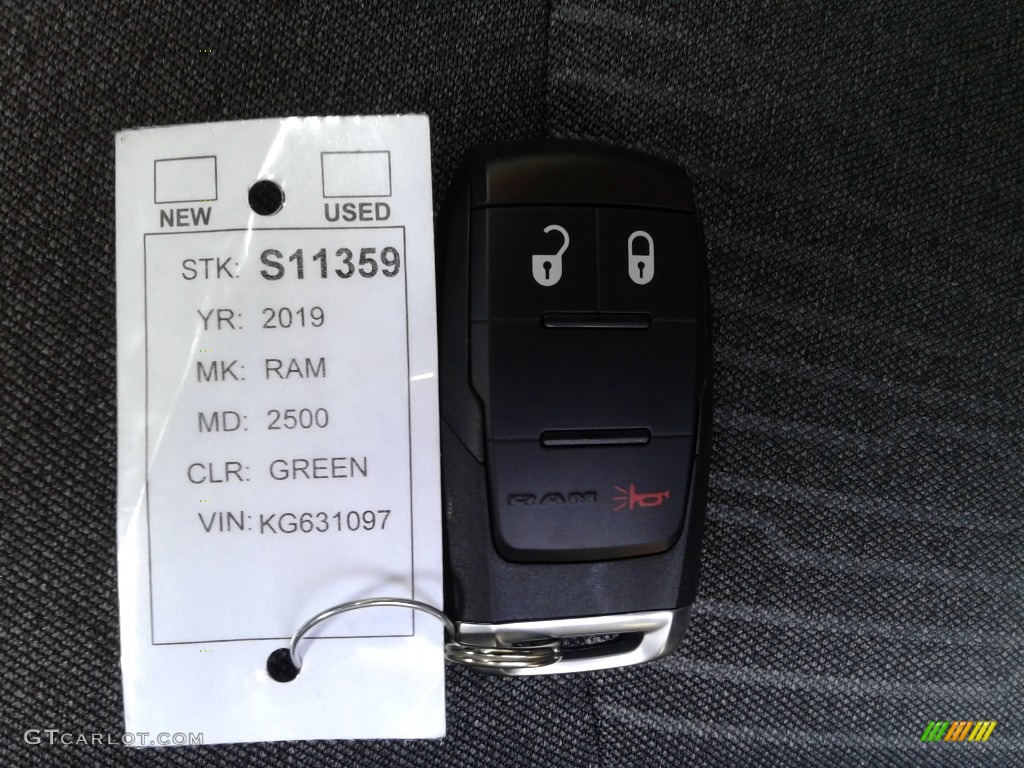 NEW USED
STK: S11359
YR: 2019
MK: RAM
MD: 2500
CLR: GREEN
VIN: KG631097
RAM
GTcarlot.com